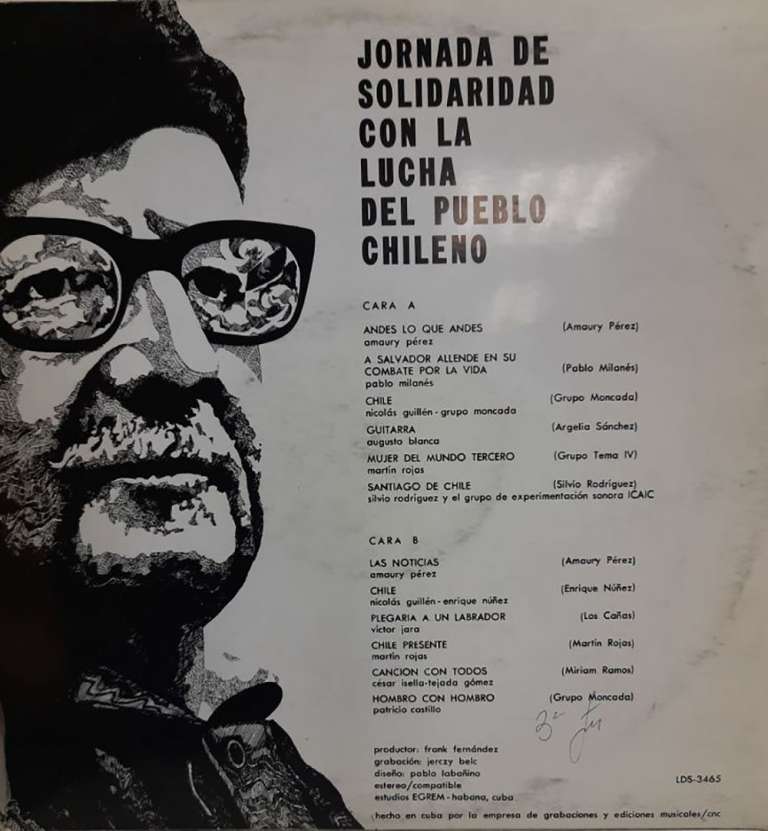 JORNADA DE
SOLIDARIDAD
CON LA
LUCHA
DEL PUEBLO
CHILENO
CARA A
ANDES LO QUE ANDES (Amaury Pérez)
amaury pérez
A SALVADOR ALLENDE EN SU
COMBATE POR LA VIDA (Pablo Milanés)
pablo milanés
CHILE (Grupo Moncada)
nicolás guillén - grupo moncada
GUITARRA (Argelia Sánchez)
augusto blanca
MUJER DEL MUNDO TERCERO (Grupo Tema IV)
martín rojas
SANTIAGO DE CHILE (Silvio Rodríguez)
silvio rodríguez y el grupo de experimentación sonora ICAIC
CARA B
LAS NOTICIAS (Amaury Pérez)
amaury pérez
CHILE (Enrique Núñez)
nicolás guillén - enrique núñez
PLEGARIA A UN LABRADOR (Los Cañas)
víctor jara
CHILE PRESENTE (Martín Rojas)
martín rojas
CANCION CON TODOS (Miriam Ramos)
césar isella-tejada gómez
HOMBRO CON HOMBRO (Grupo Moncada)
patricio castillo
productor: frank fernández
grabación: jerczy belc
diseño: pablo labañino
estereo/compatible
estudios EGREM - habana, cuba
LDS-3465
hecho en cuba por la empresa de grabaciones y ediciones musicales/cnc